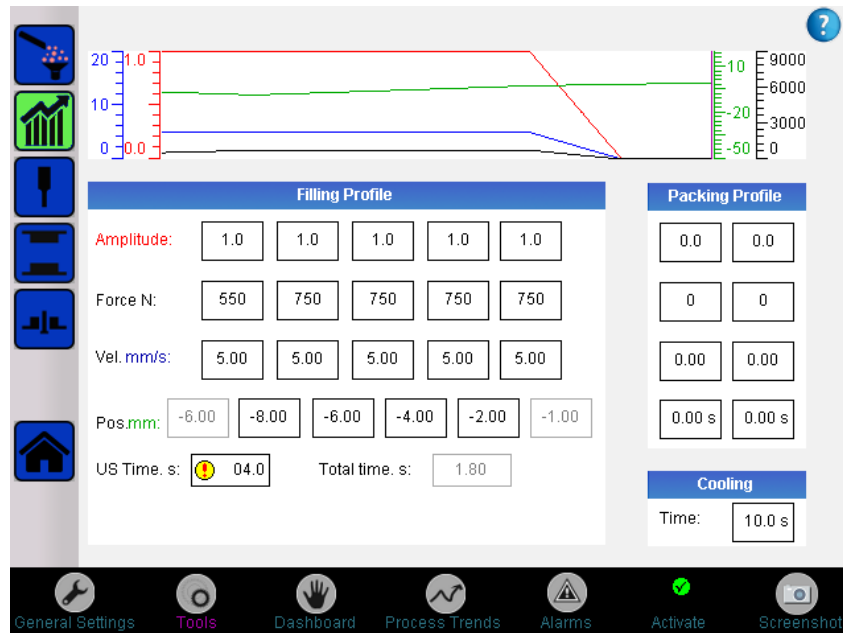 ?
20 1.0 10 9000
6000
10 -20
3000
0 0.0 -50 0
Filling Profile Packing Profile
Amplitude: 1.0 1.0 1.0 1.0 1.0 0.0 0.0
Force N: 550 750 750 750 750 0 0
Vel. mm/s: 5.00 5.00 5.00 5.00 5.00 0.00 0.00
Pos.mm: -6.00 -8.00 -6.00 -4.00 -2.00 -1.00 0.00 s 0.00 s
US Time. s: ! 04.0 Total time. s: 1.80
Cooling
Time: 10.0 s
General Settings Tools Dashboard Process Trends Alarms Activate Screenshot